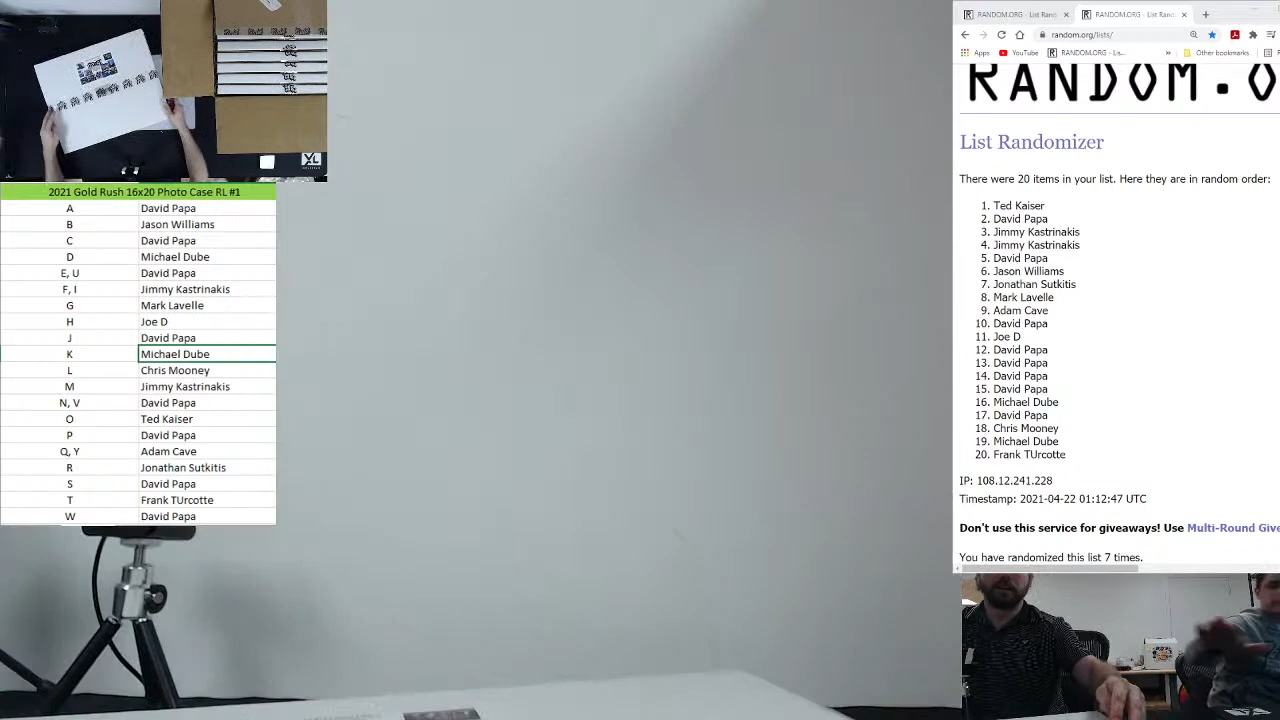 2021 Gold Rush 16x20 Photo Case RL #1
A David Papa
B Jason Williams
C David Papa
D Michael Dube
E, U David Papa
F, I Jimmy Kastrinakis
G Mark Lavelle
H Joe D
J David Papa
K Michael Dube
L Chris Mooney
M Jimmy Kastrinakis
N, V David Papa
O Ted Kaiser
P David Papa
Q, Y Adam Cave
R Jonathan Sutkitis
S David Papa
T Frank TUrcotte
W David Papa
XL
RANDOM.ORG - List Rand
RANDOM.ORG - List Rand
random.org/lists/
Apps YouTube RANDOM.ORG - Lis... » Other bookmarks
RANDOM.O
List Randomizer
There were 20 items in your list. Here they are in random order:
1. Ted Kaiser
2. David Papa
3. Jimmy Kastrinakis
4. Jimmy Kastrinakis
5. David Papa
6. Jason Williams
7. Jonathan Sutkitis
8. Mark Lavelle
9. Adam Cave
10. David Papa
11. Joe D
12. David Papa
13. David Papa
14. David Papa
15. David Papa
16. Michael Dube
17. David Papa
18. Chris Mooney
19. Michael Dube
20. Frank TUrcotte
IP: 108.12.241.228
Timestamp: 2021-04-22 01:12:47 UTC
Don't use this service for giveaways! Use Multi-Round Give
You have randomized this list 7 times.